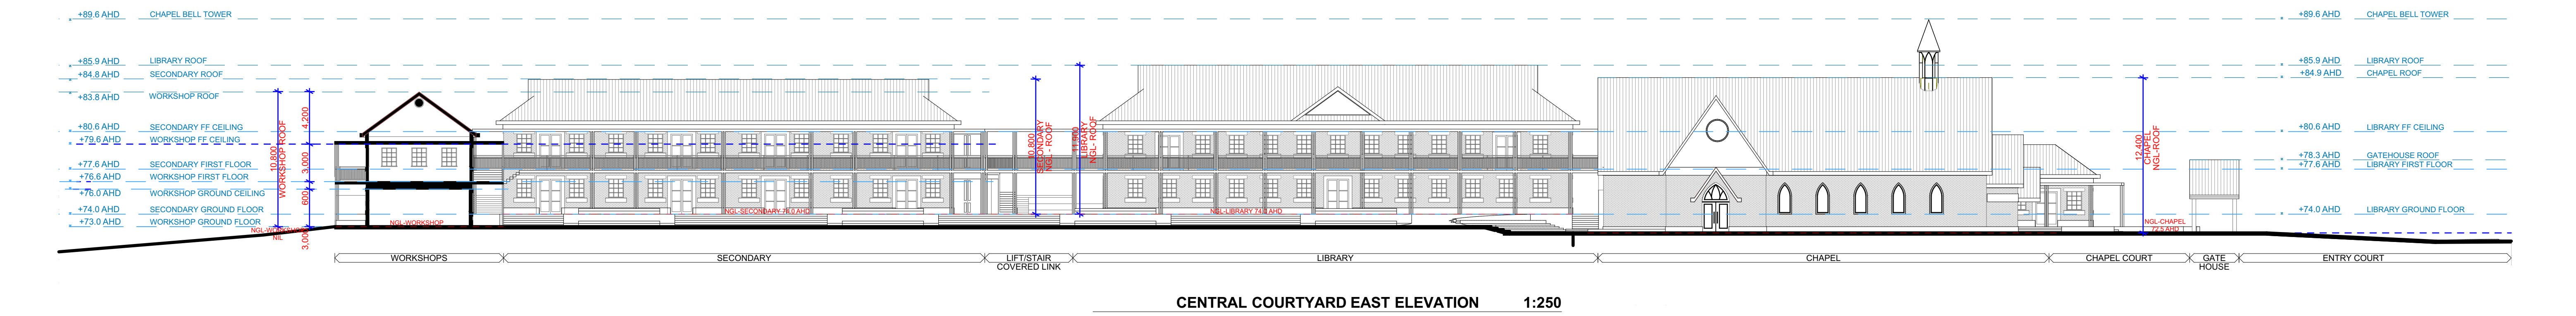 +89.6 AHD CHAPEL BELL TOWER
+85.9 AHD LIBRARY ROOF
+84.8 AHD SECONDARY ROOF
+83.8 AHD WORKSHOP ROOF
+80.6 AHD SECONDARY FF CEILING
+79.6 AHD WORKSHOP FF CEILING
+77.6 AHD SECONDARY FIRST FLOOR
+76.6 AHD WORKSHOP FIRST FLOOR
+76.0 AHD WORKSHOP GROUND CEILING
+74.0 AHD SECONDARY GROUND FLOOR
+73.0 AHD WORKSHOP GROUND FLOOR
10,800
WORKSHOP ROOF
4,200
3,000
600
3,000
NGL-WORKSHOP
NIL
NGL-WORKSHOP
NGL-SECONDARY
10,800
SECONDARY
NGL - ROOF
LIBRARY
NGL- ROOF
NGL-LIBRARY
12,400
CHAPEL
NGL-ROOF
NGL-CHAPEL
72.5 AHD
+89.6 AHD CHAPEL BELL TOWER
+85.9 AHD LIBRARY ROOF
+84.9 AHD CHAPEL ROOF
+80.6 AHD LIBRARY FF CEILING
+78.3 AHD GATEHOUSE ROOF
+77.6 AHD LIBRARY FIRST FLOOR
+74.0 AHD LIBRARY GROUND FLOOR
WORKSHOPS
SECONDARY
LIFT/STAIR
COVERED LINK
LIBRARY
CHAPEL
CHAPEL COURT
GATE
HOUSE
ENTRY COURT
CENTRAL COURTYARD EAST ELEVATION 1:250